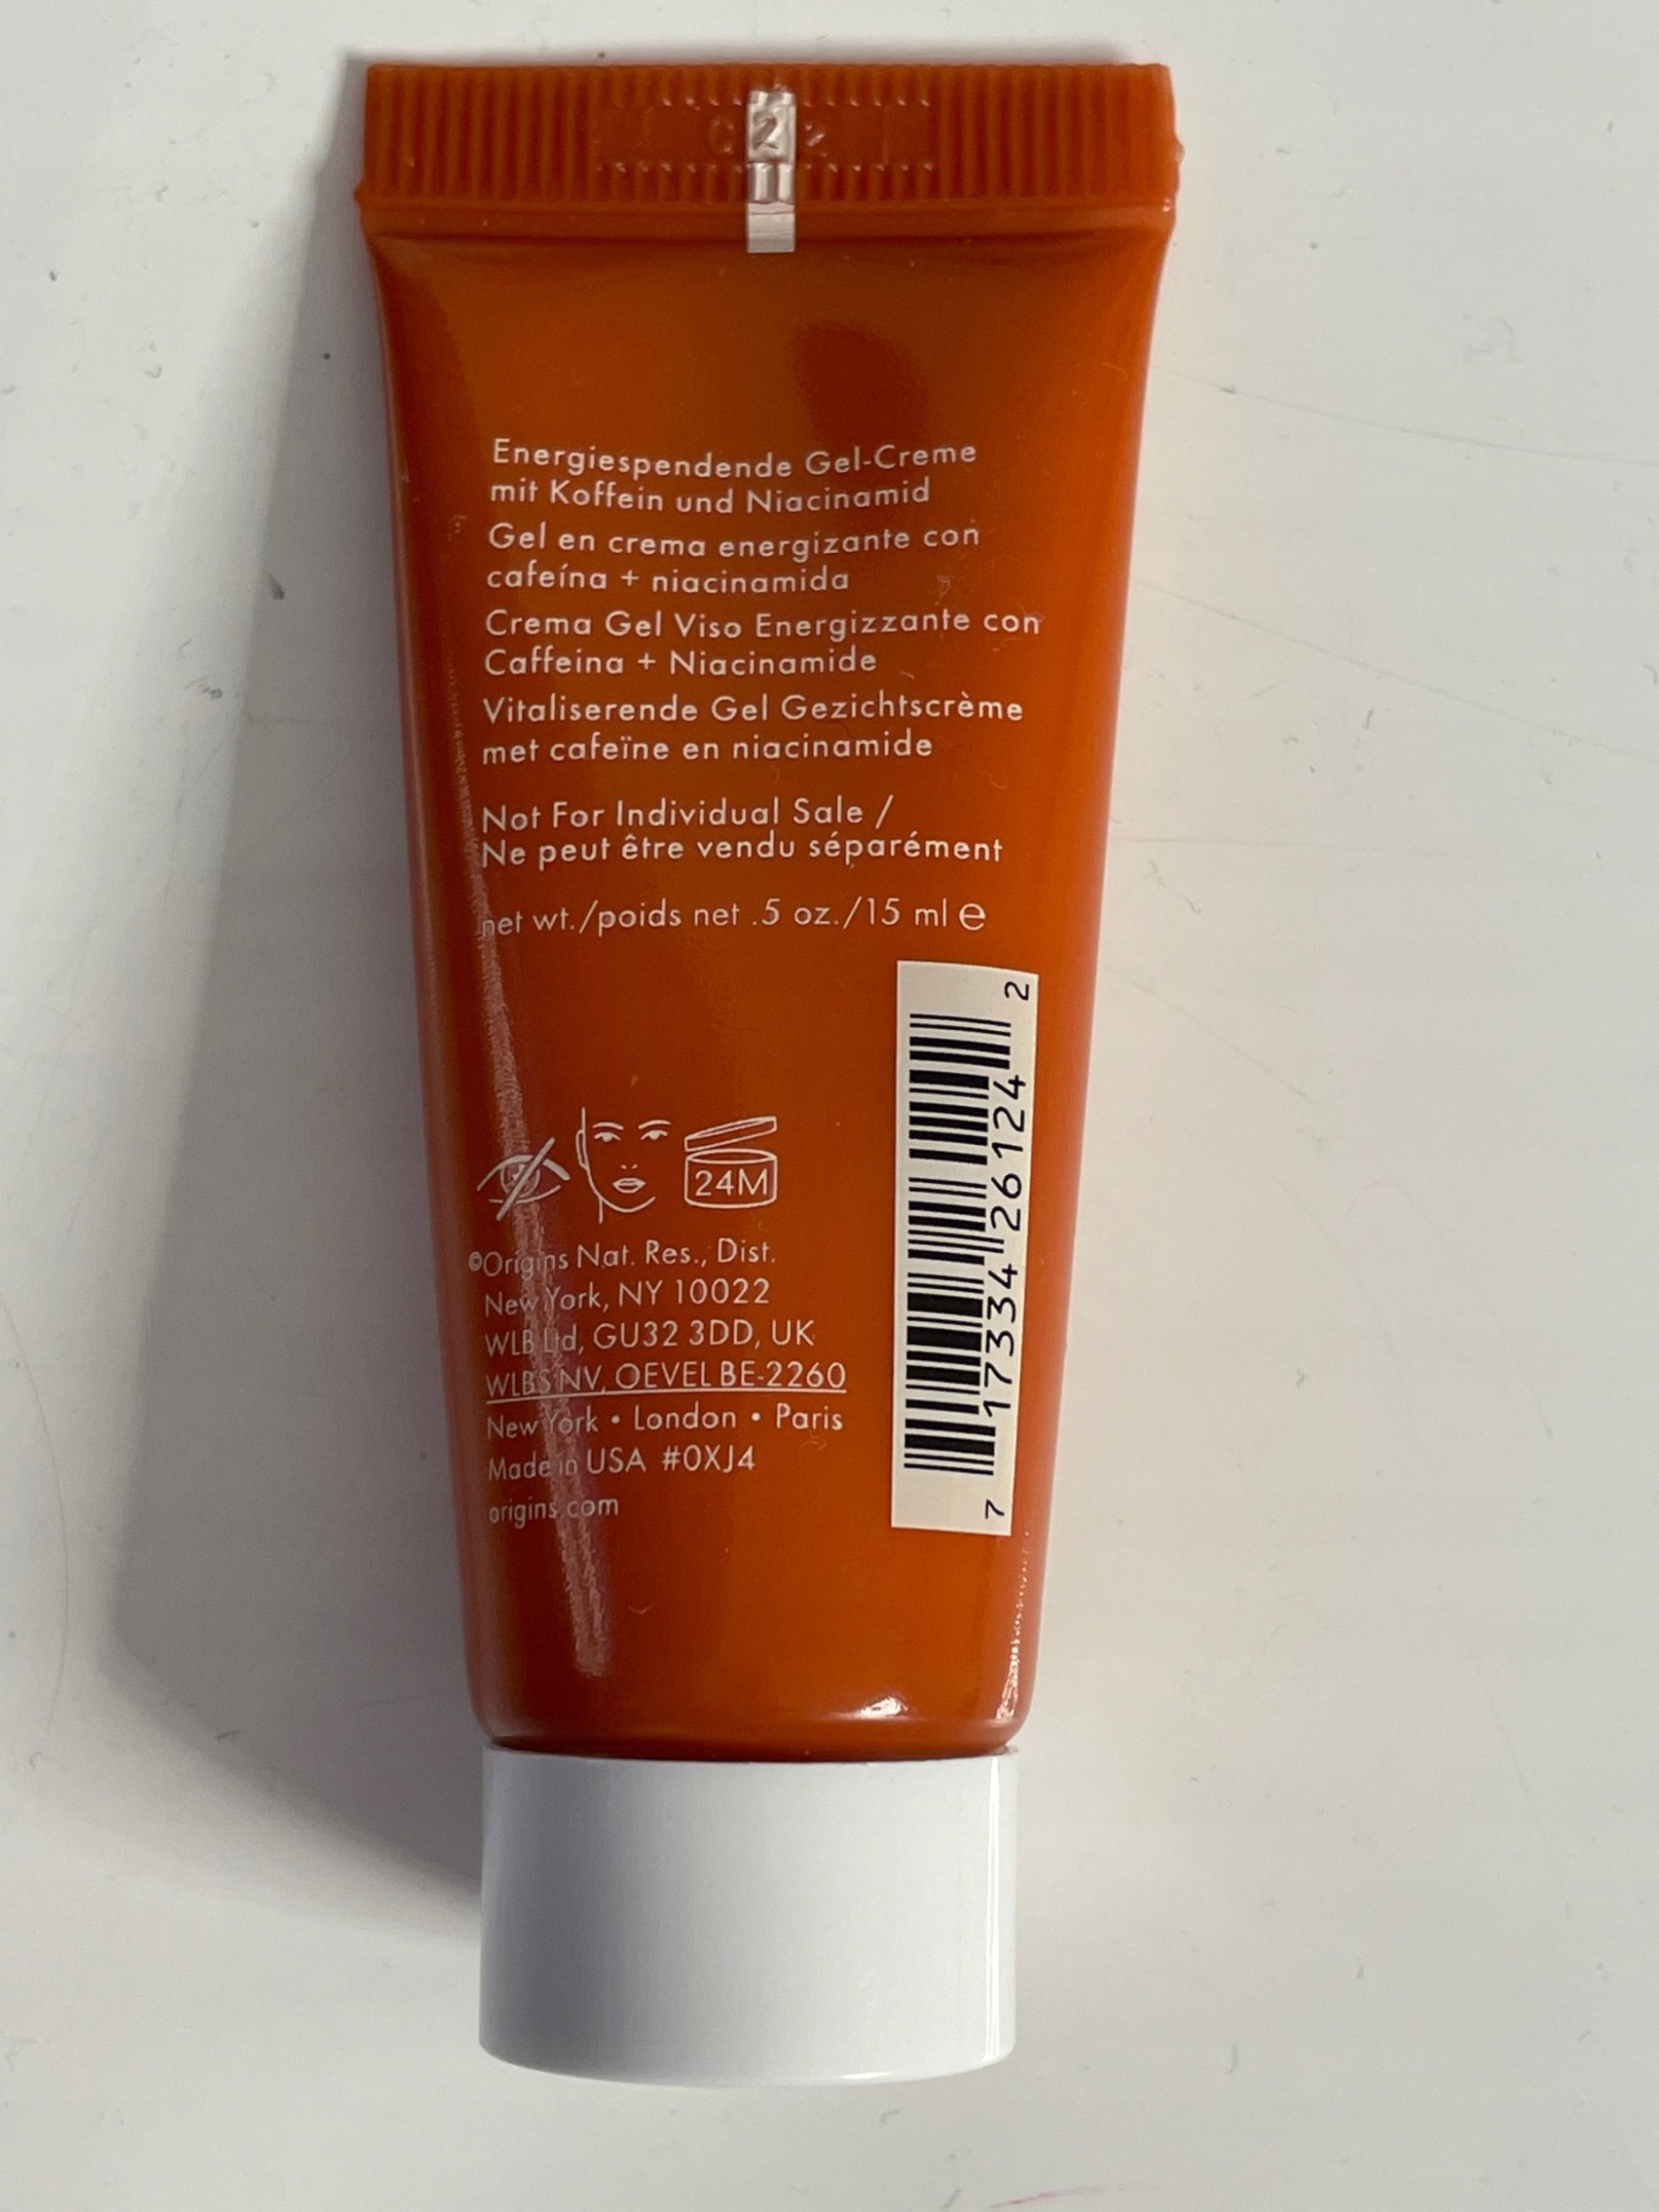 Energiespendende Gel-Creme
mit Koffein und Niacinamid
Gel en crema energizante con
cafeína + niacinamida
Crema Gel Viso Energizzante con
Caffeina + Niacinamide
Vitaliserende Gel Gezichtscrème
met cafeïne en niacinamide
Not For Individual Sale /
Ne peut être vendu séparément
net wt./poids net .5 oz./15 ml e
24M
©Origins Nat. Res., Dist.
New York, NY 10022
WLB Ltd, GU32 3DD, UK
WLBS NV, OEVEL BE-2260
New York • London • Paris
Made in USA #0XJ4
origins.com
7 17334 26124 2